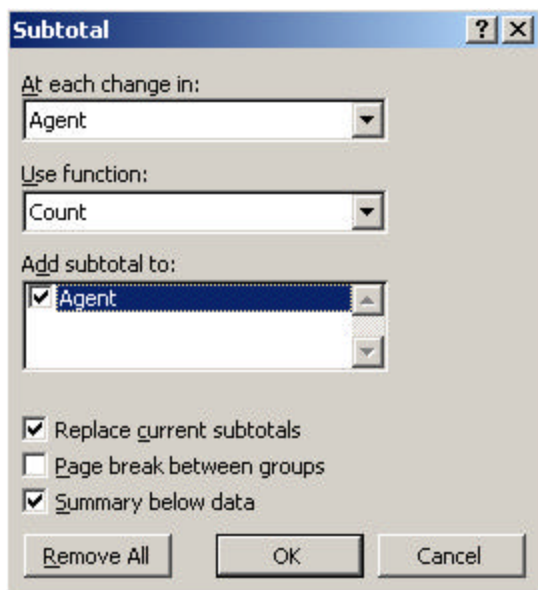 Subtotal
At each change in:
Agent
Use function:
Count
Add subtotal to:
Agent
Replace current subtotals
Page break between groups
Summary below data
Remove All OK Cancel